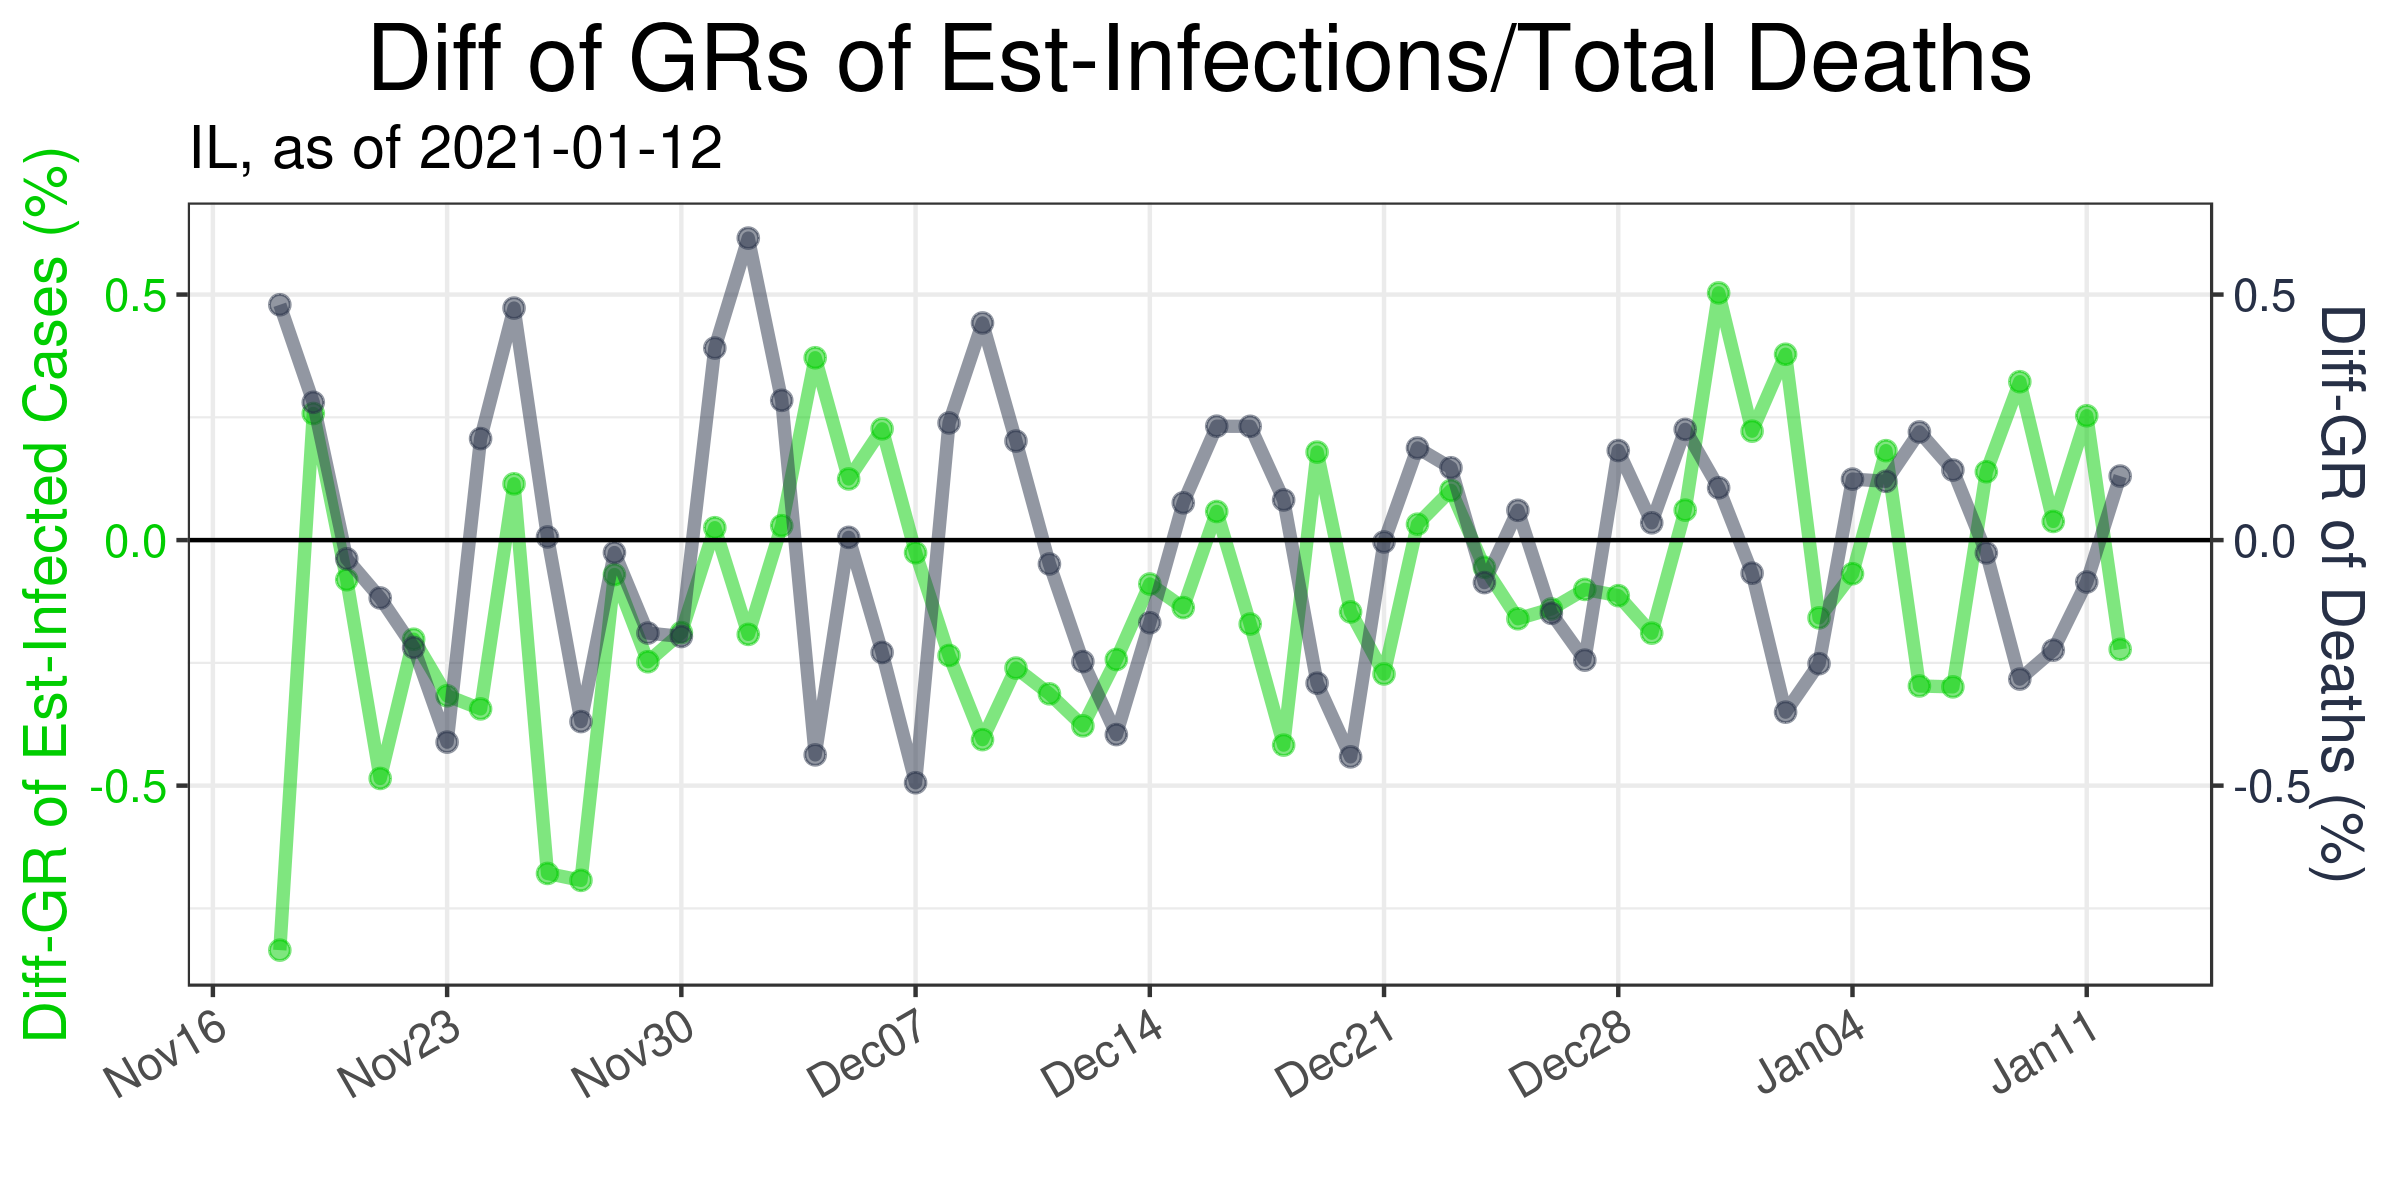 Diff of GRs of Est-Infections/Total Deaths
IL, as of 2021-01-12
Diff-GR of Est-Infected Cases (%)
0.5
0.0
-0.5
0.5
0.0
-0.5
Diff-GR of Deaths (%)
Nov16
Nov23
Nov30
Dec07
Dec14
Dec21
Dec28
Jan04
Jan11